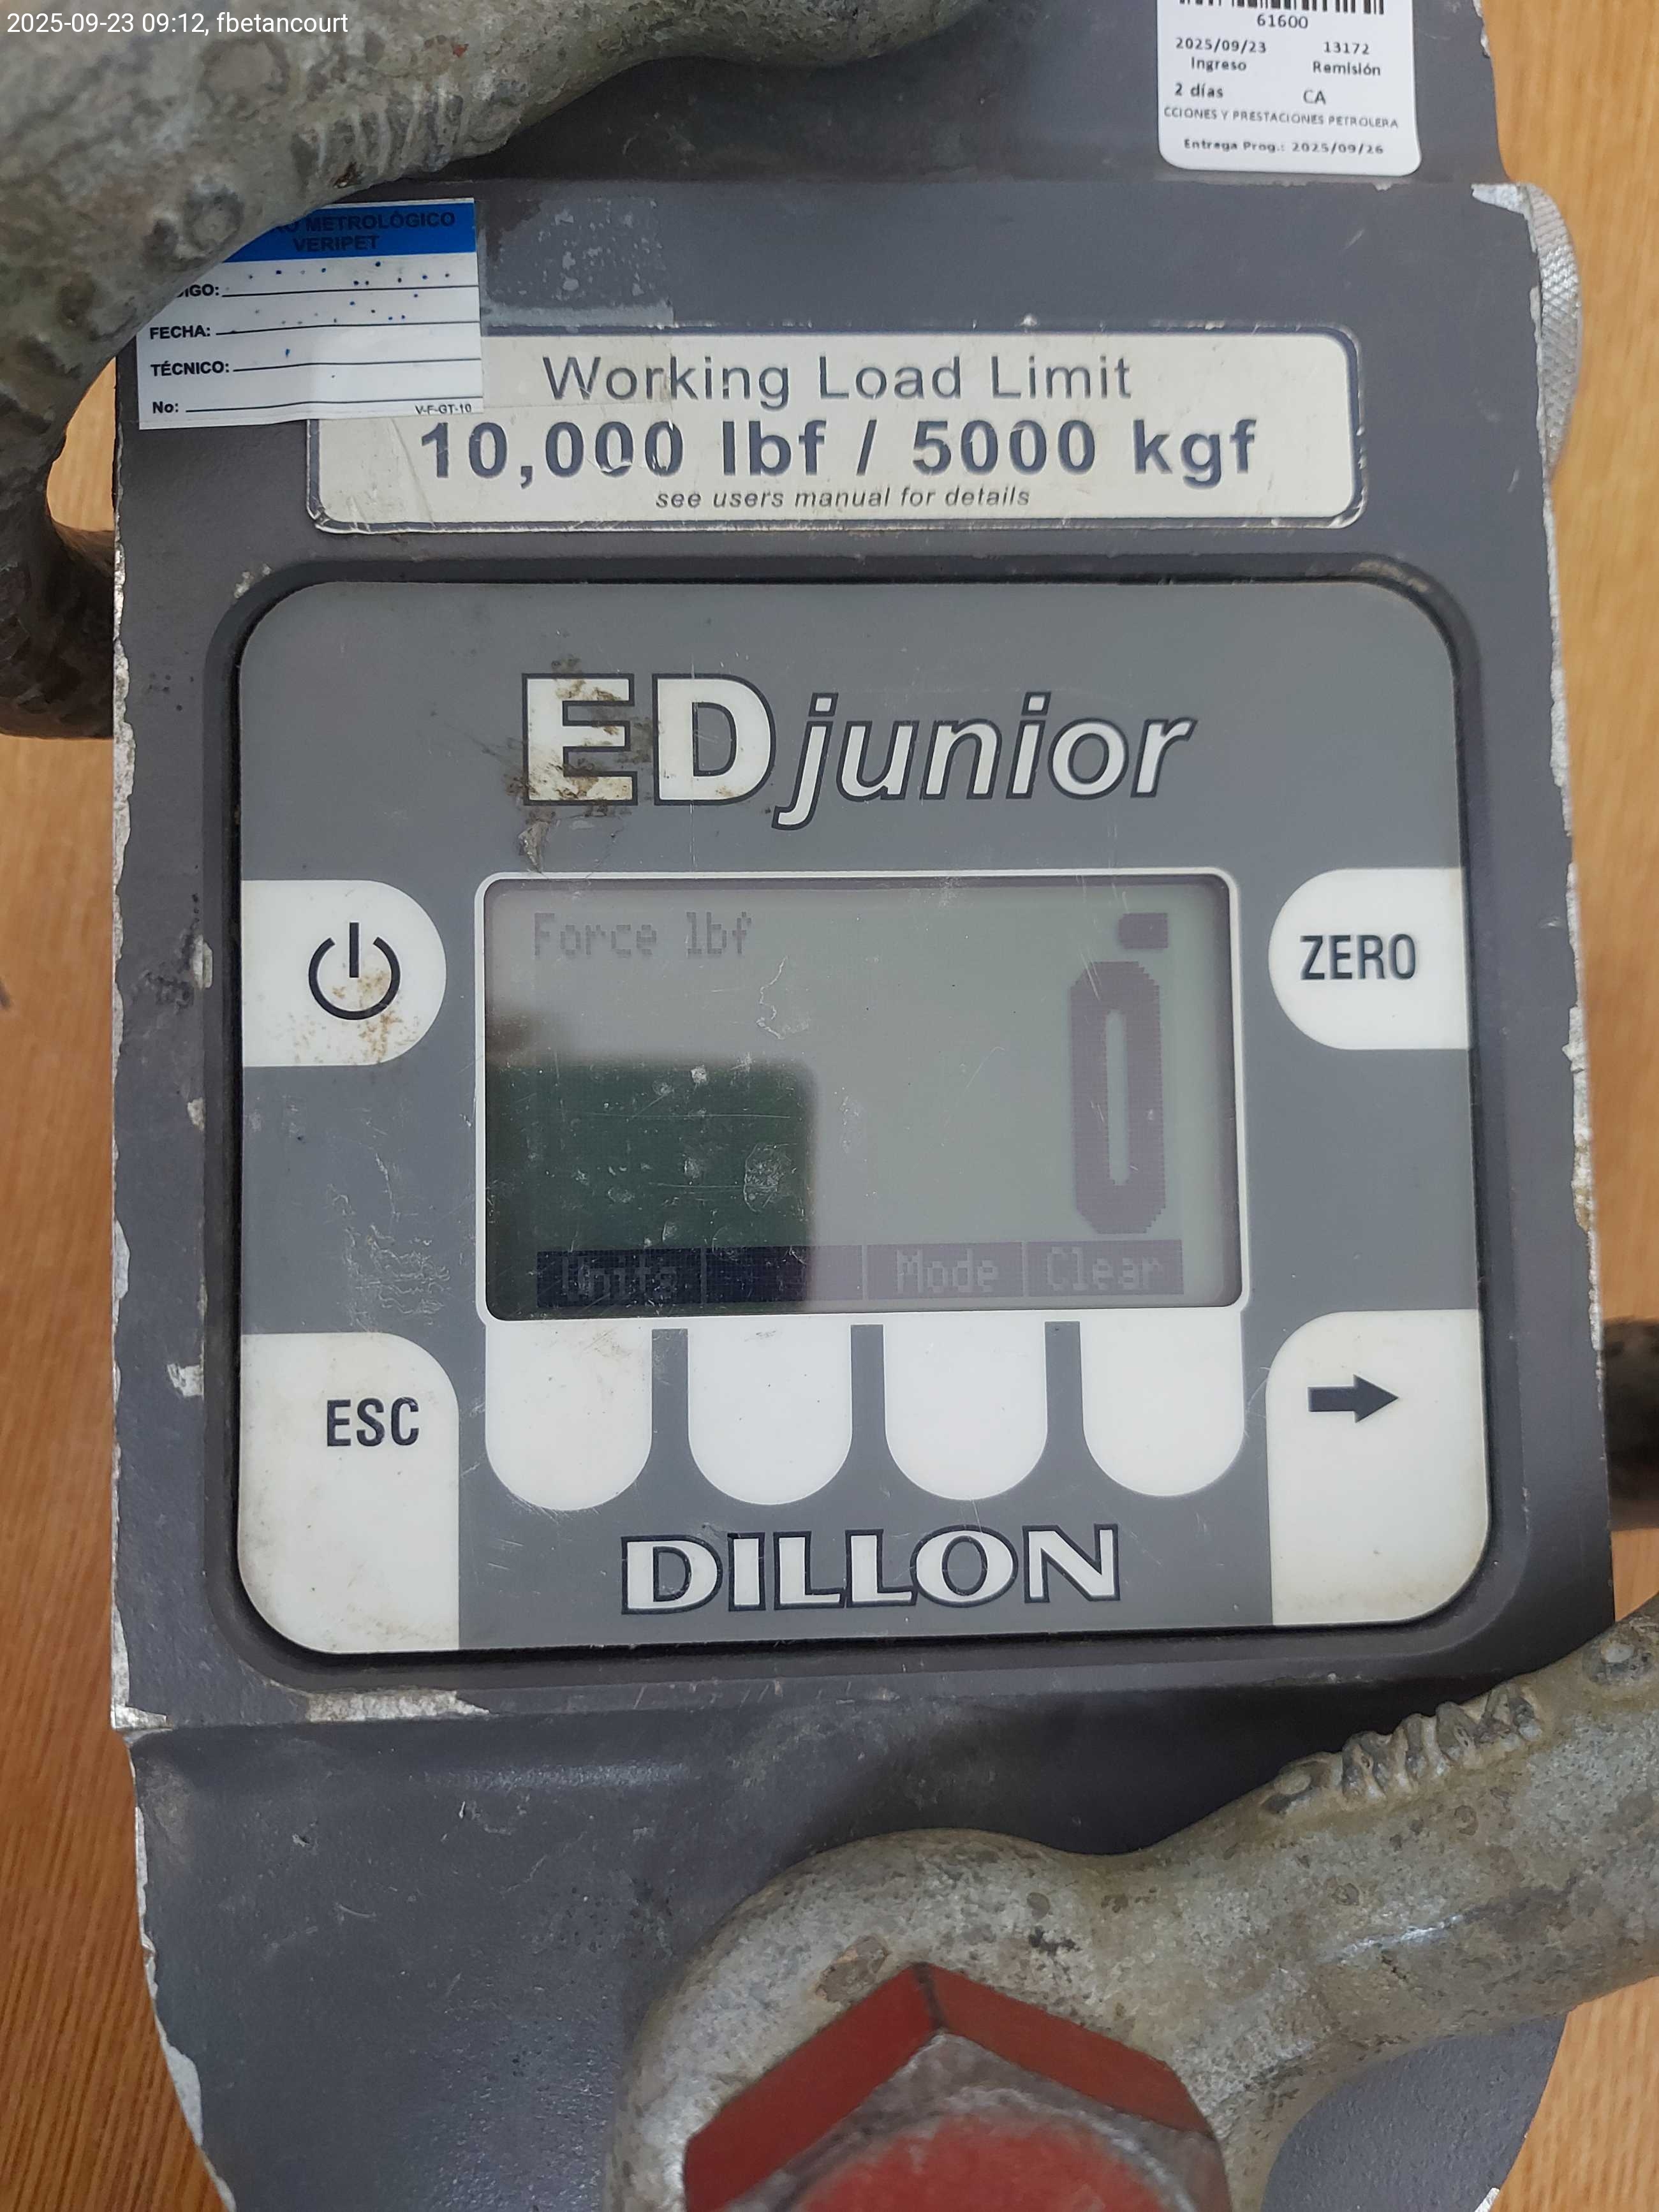 2025-09-23 09:12, fbetancourt
61600
2025/09/23 13172
Ingreso Remisión
2 días CA
CCIONES Y PRESTACIONES PETROLERA
Entrega Prog.: 2025/09/26
METROLÓGICO
VERIPET
IGO:
FECHA:
TÉCNICO:
No:
V-F-GT-10
Working Load Limit
10,000 lbf / 5000 kgf
see users manual for details
EDjunior
Force lbf
0
ZERO
Units Mode Clear
ESC
DILLON